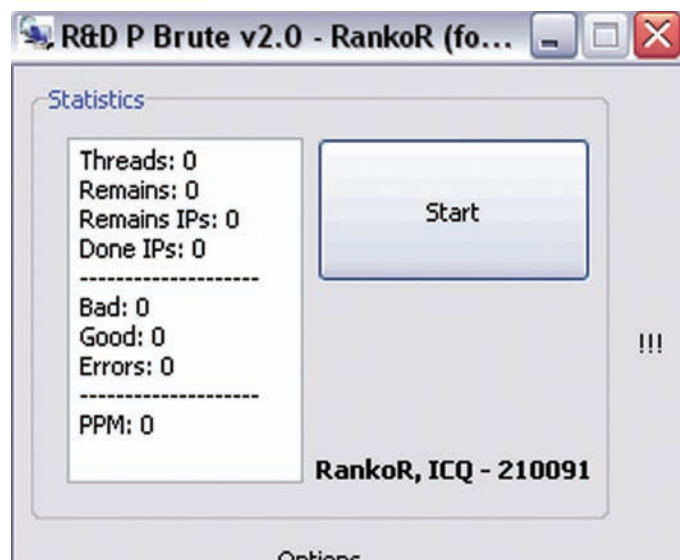 R&D P Brute v2.0 - RankoR (fo...
Statistics
Threads: 0
Remains: 0
Remains IPs: 0
Done IPs: 0
--------------------
Bad: 0
Good: 0
Errors: 0
--------------------
PPM: 0
Start
!!!
RankoR, ICQ - 210091
Options